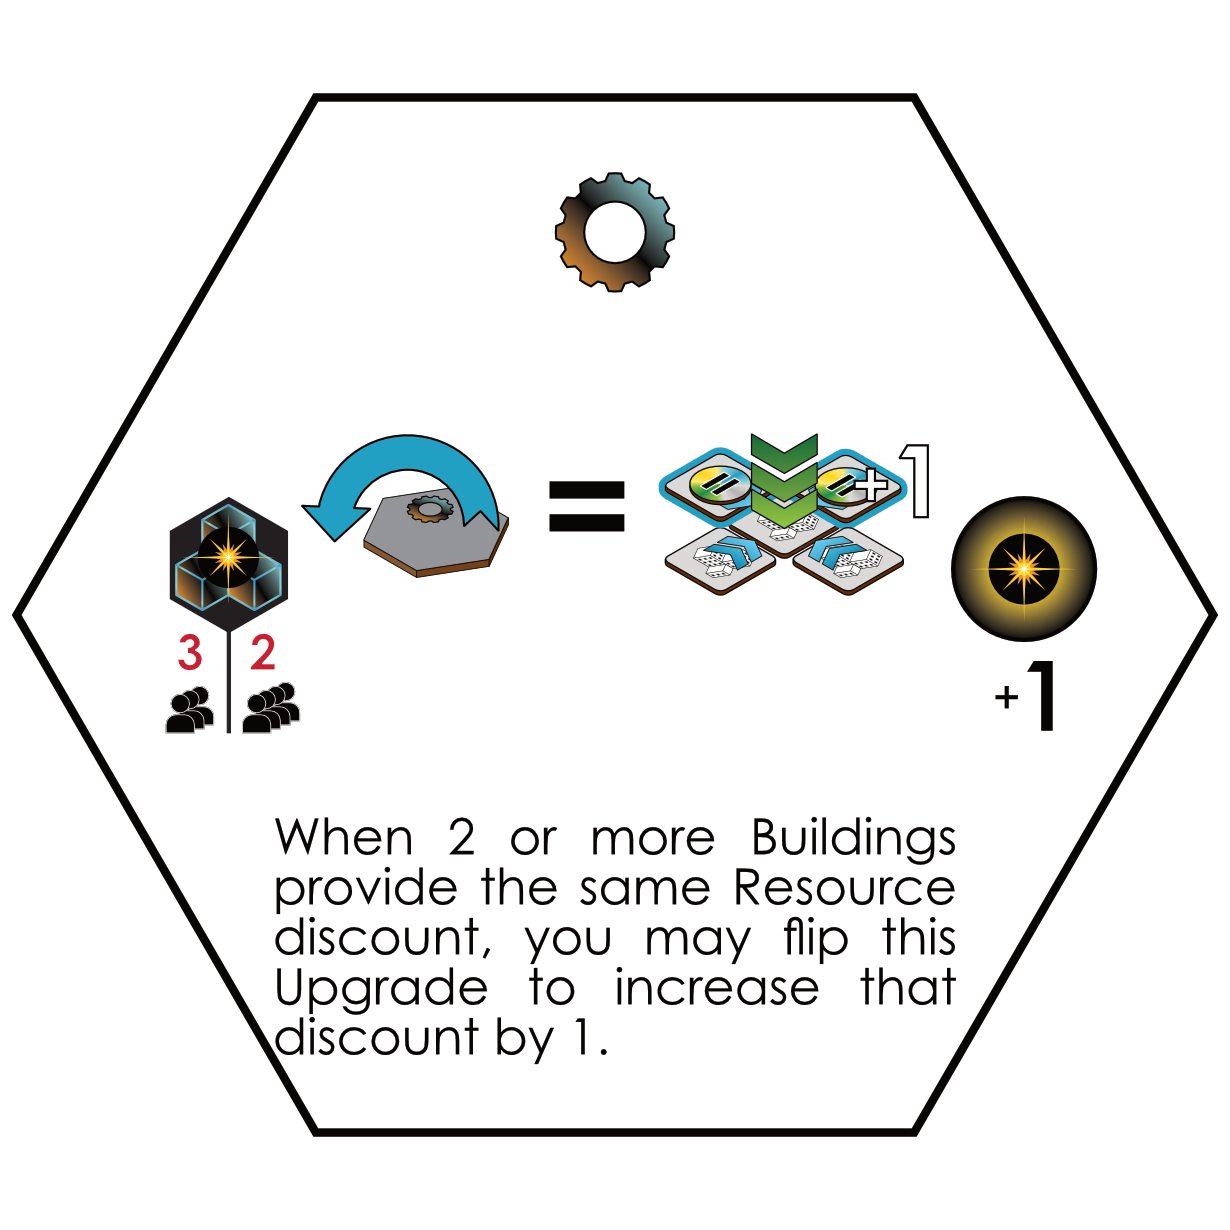 =
+1
3 2
+1
When 2 or more Buildings
provide the same Resource
discount, you may flip this
Upgrade to increase that
discount by 1.